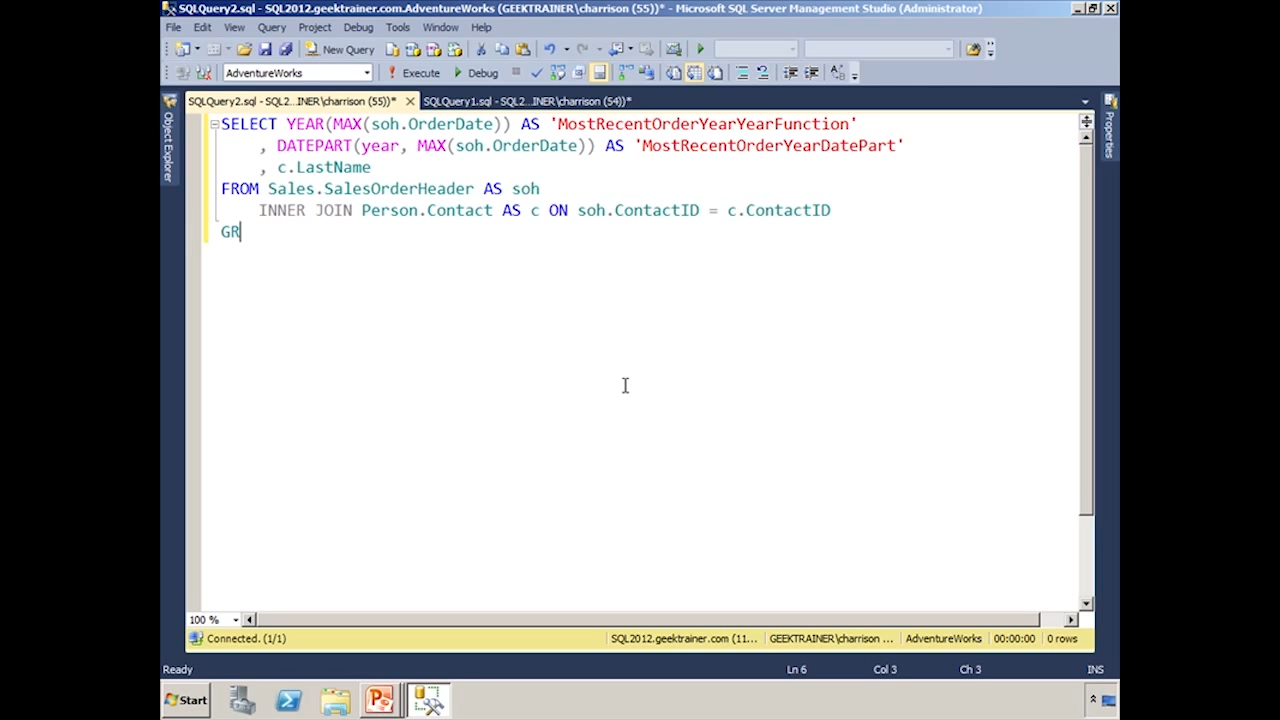 SQLQuery2.sql - SQL2012.geektrainer.com.AdventureWorks (GEEKTRAINER\charrison (55))* - Microsoft SQL Server Management Studio (Administrator)
File Edit View Query Project Debug Tools Window Help
New Query
AdventureWorks Execute Debug
SQLQuery2.sql - SQL2...INER\charrison (55))* SQLQuery1.sql - SQL2...INER\charrison (54))*
Object Explorer
Properties
SELECT YEAR(MAX(soh.OrderDate)) AS 'MostRecentOrderYearYearFunction'
, DATEPART(year, MAX(soh.OrderDate)) AS 'MostRecentOrderYearDatePart'
, c.LastName
FROM Sales.SalesOrderHeader AS soh
INNER JOIN Person.Contact AS c ON soh.ContactID = c.ContactID
GR
100 %
Connected. (1/1) SQL2012.geektrainer.com (11... GEEKTRAINER\charrison ... AdventureWorks 00:00:00 0 rows
Ready Ln 6 Col 3 Ch 3 INS
Start